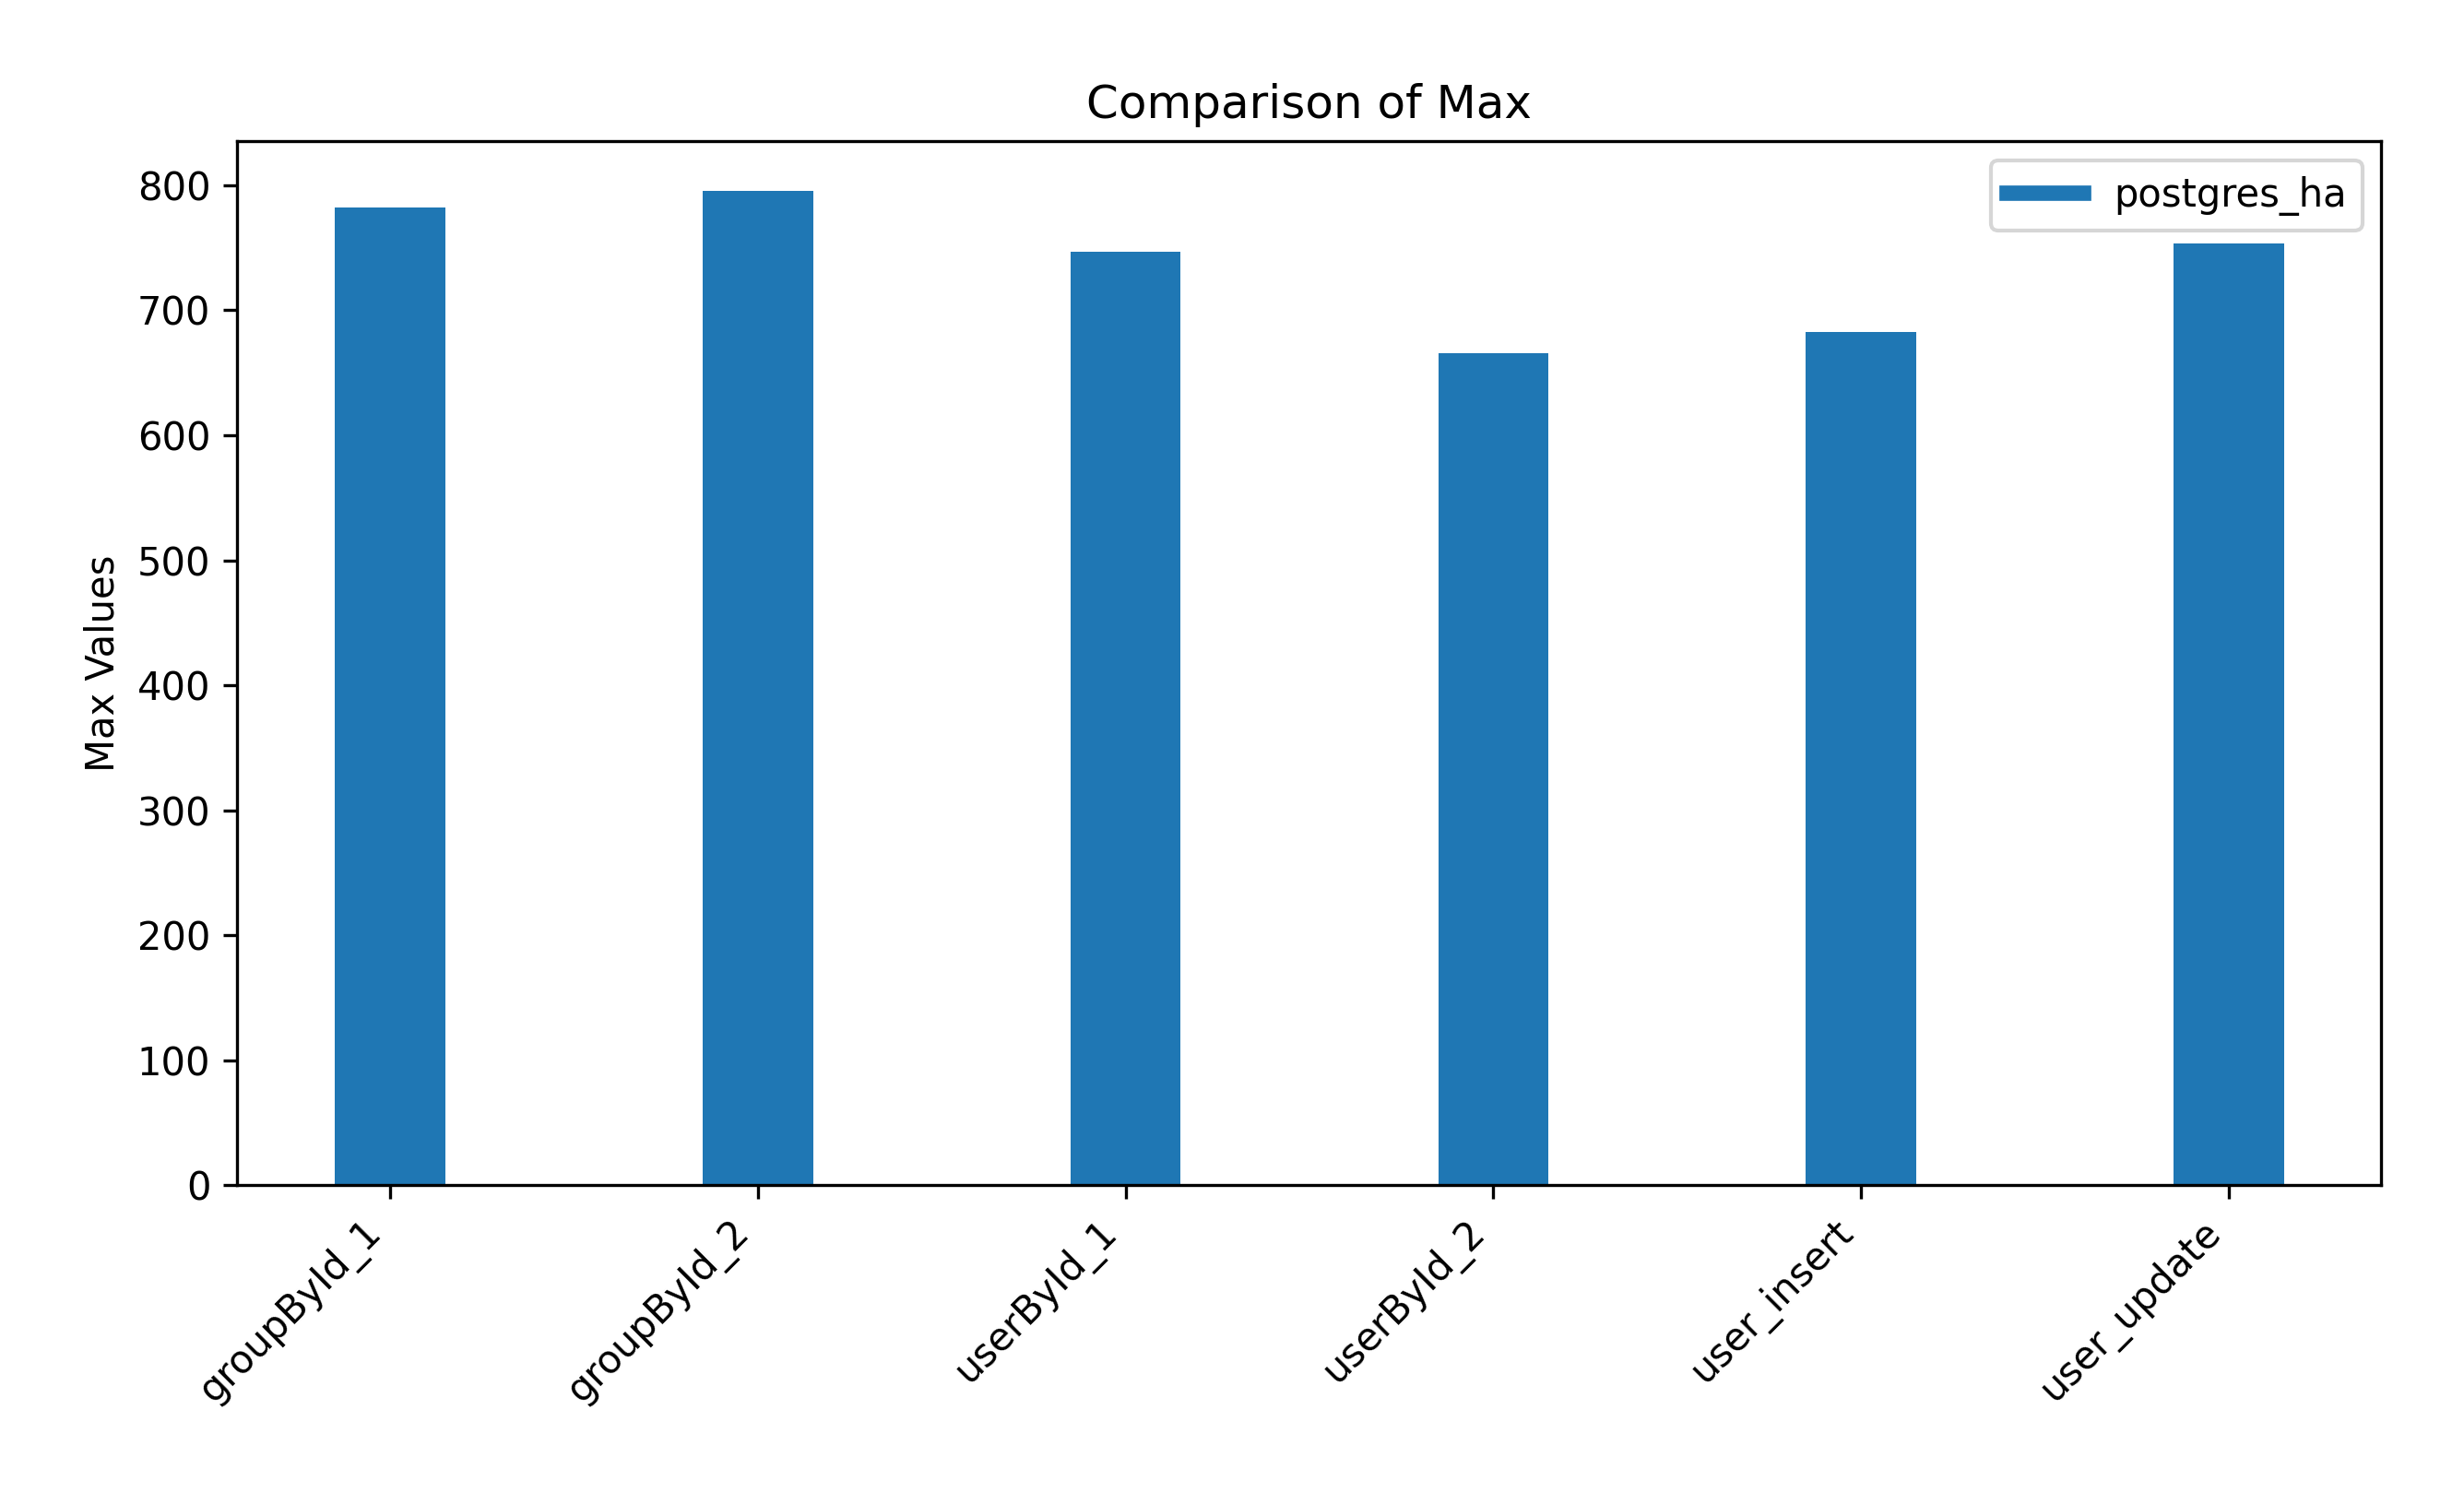 Comparison of Max
postgres_ha
Max Values
800
700
600
500
400
300
200
100
0
groupById_1
groupById_2
userById_1
userById_2
user_insert
user_update